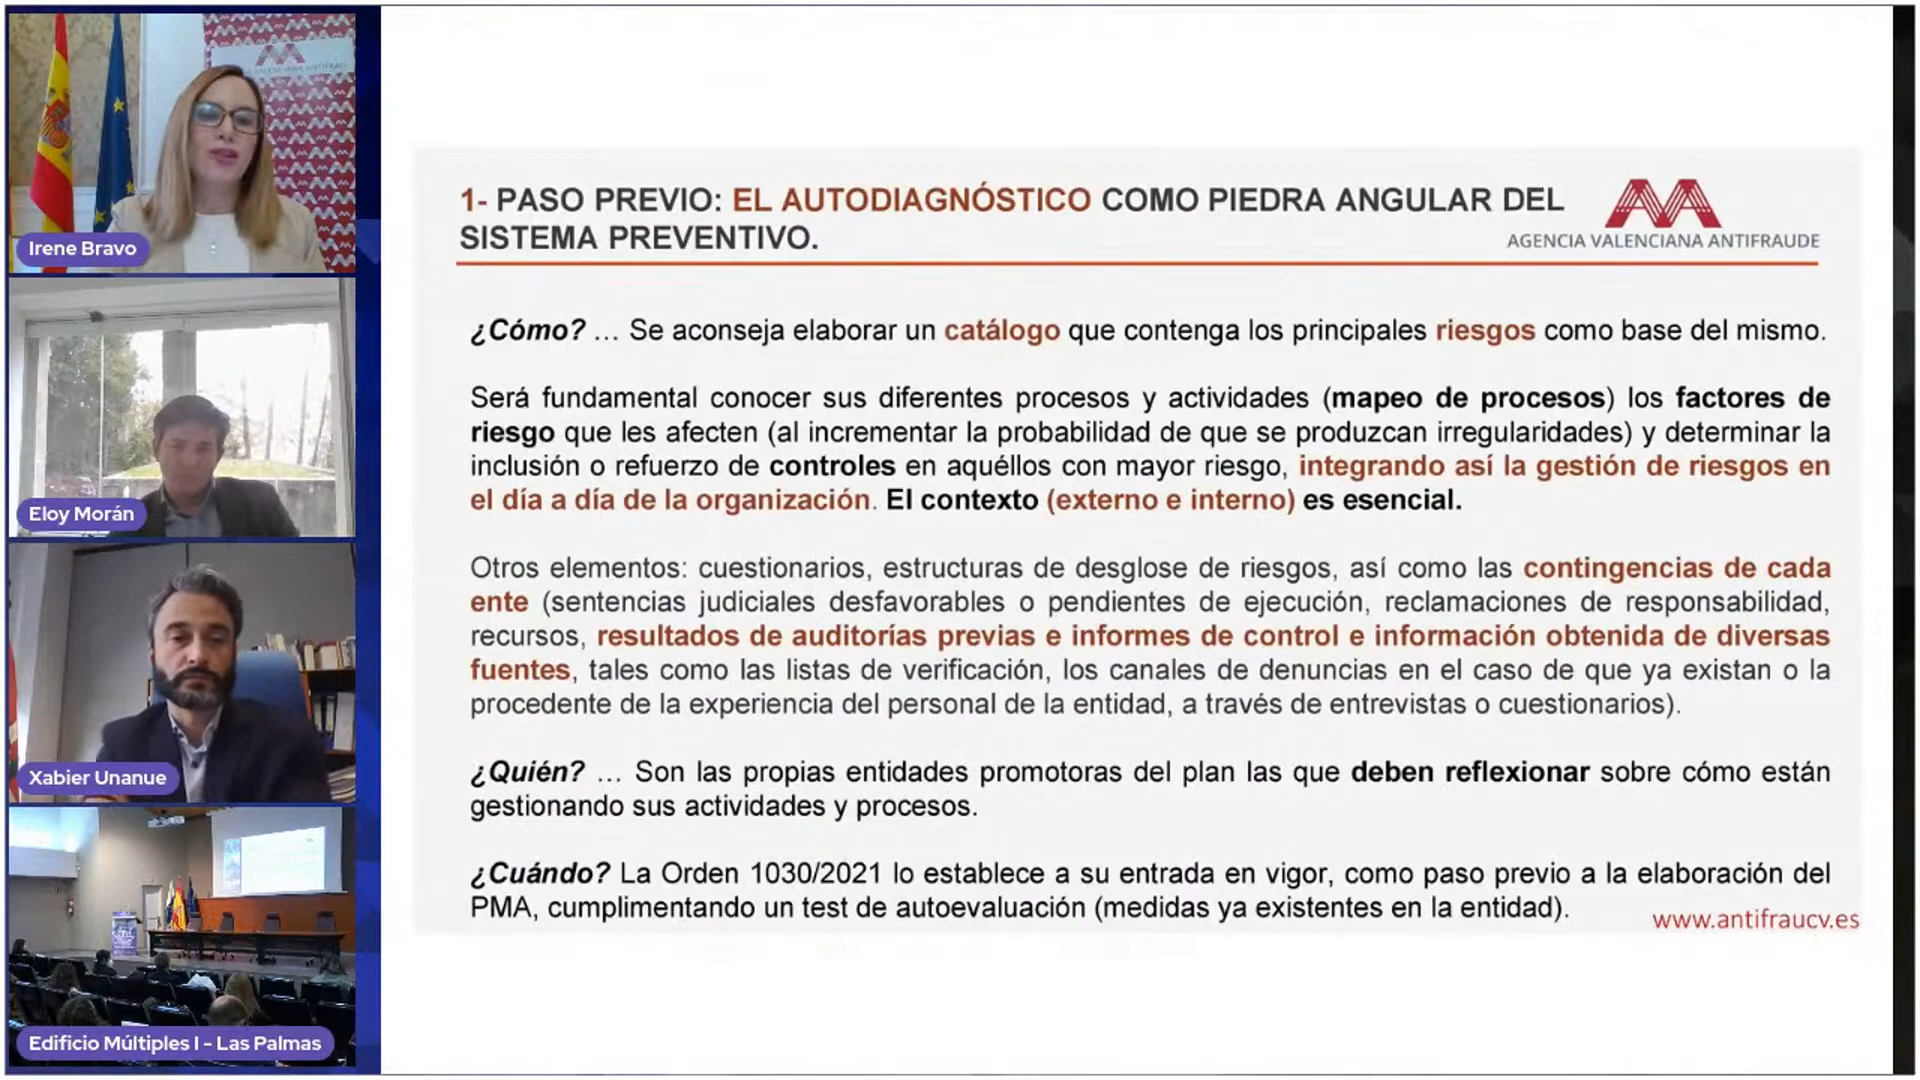 Irene Bravo
Eloy Morán
Xabier Unanue
Edificio Múltiples I - Las Palmas
1- PASO PREVIO: EL AUTODIAGNÓSTICO COMO PIEDRA ANGULAR DEL
SISTEMA PREVENTIVO.
AGENCIA VALENCIANA ANTIFRAUDE
¿Cómo? ... Se aconseja elaborar un catálogo que contenga los principales riesgos como base del mismo.
Será fundamental conocer sus diferentes procesos y actividades (mapeo de procesos) los factores de
riesgo que les afecten (al incrementar la probabilidad de que se produzcan irregularidades) y determinar la
inclusión o refuerzo de controles en aquéllos con mayor riesgo, integrando así la gestión de riesgos en
el día a día de la organización. El contexto (externo e interno) es esencial.
Otros elementos: cuestionarios, estructuras de desglose de riesgos, así como las contingencias de cada
ente (sentencias judiciales desfavorables o pendientes de ejecución, reclamaciones de responsabilidad,
recursos, resultados de auditorías previas e informes de control e información obtenida de diversas
fuentes, tales como las listas de verificación, los canales de denuncias en el caso de que ya existan o la
procedente de la experiencia del personal de la entidad, a través de entrevistas o cuestionarios).
¿Quién? ... Son las propias entidades promotoras del plan las que deben reflexionar sobre cómo están
gestionando sus actividades y procesos.
¿Cuándo? La Orden 1030/2021 lo establece a su entrada en vigor, como paso previo a la elaboración del
PMA, cumplimentando un test de autoevaluación (medidas ya existentes en la entidad).
www.antifraucv.es